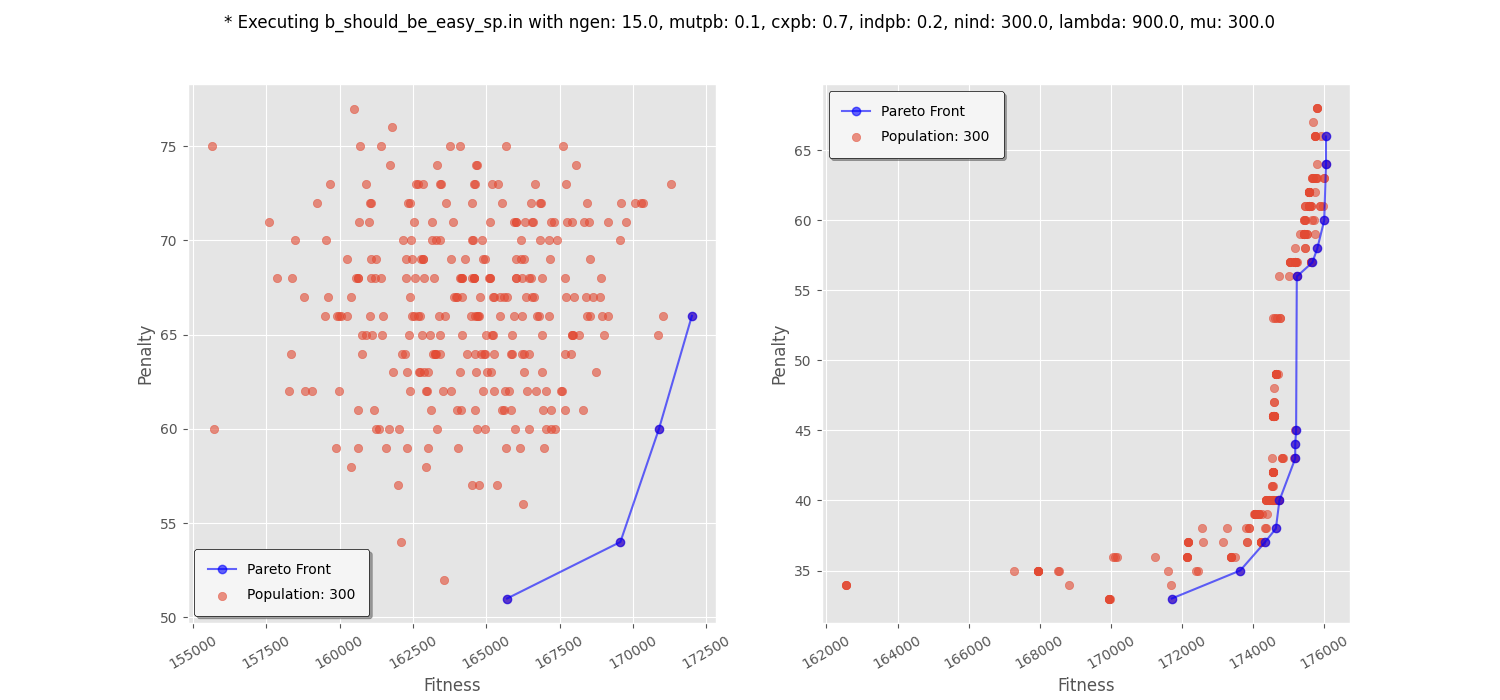 * Executing b_should_be_easy_sp.in with ngen: 15.0, mutpb: 0.1, cxpb: 0.7, indpb: 0.2, nind: 300.0, lambda: 900.0, mu: 300.0
Penalty
75
70
65
60
55
50
Pareto Front
Population: 300
155000 157500 160000 162500 165000 167500 170000 172500
Fitness
Penalty
65
60
55
50
45
40
35
Pareto Front
Population: 300
162000 164000 166000 168000 170000 172000 174000 176000
Fitness